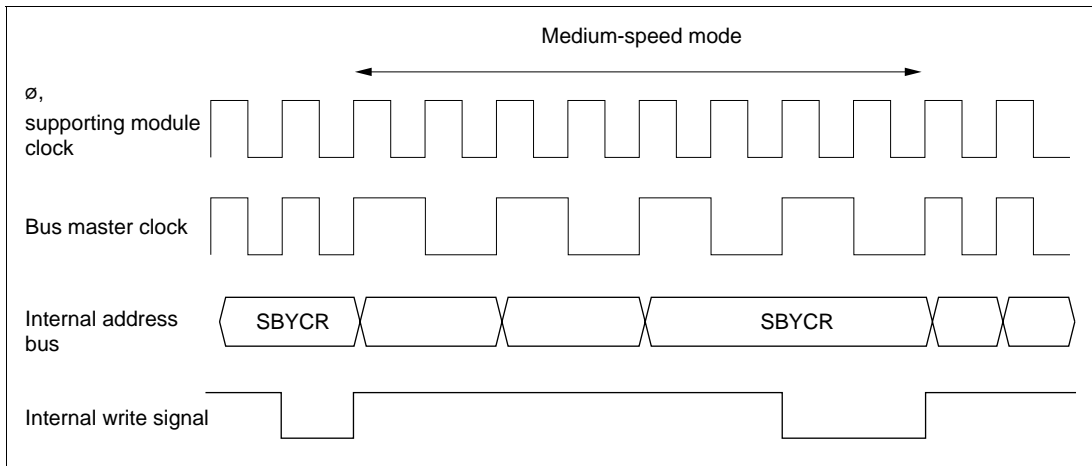 Medium-speed mode
ø,
supporting module
clock
Bus master clock
Internal address
bus
SBYCR
SBYCR
Internal write signal